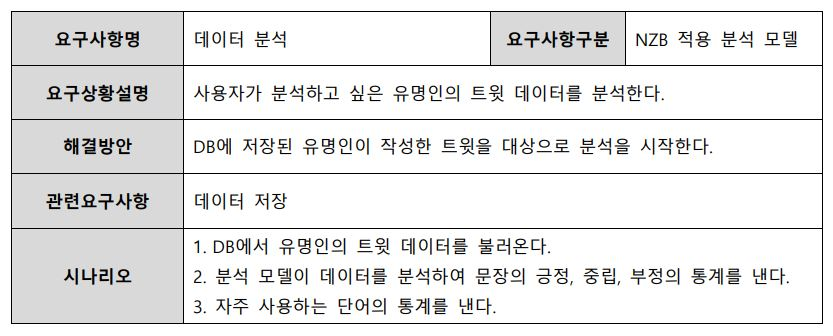 요구사항명 데이터 분석 요구사항구분 NZB 적용 분석 모델
요구상황설명 사용자가 분석하고 싶은 유명인의 트윗 데이터를 분석한다.
해결방안 DB에 저장된 유명인이 작성한 트윗을 대상으로 분석을 시작한다.
관련요구사항 데이터 저장
시나리오
1. DB에서 유명인의 트윗 데이터를 불러온다.
2. 분석 모델이 데이터를 분석하여 문장의 긍정, 중립, 부정의 통계를 낸다.
3. 자주 사용하는 단어의 통계를 낸다.